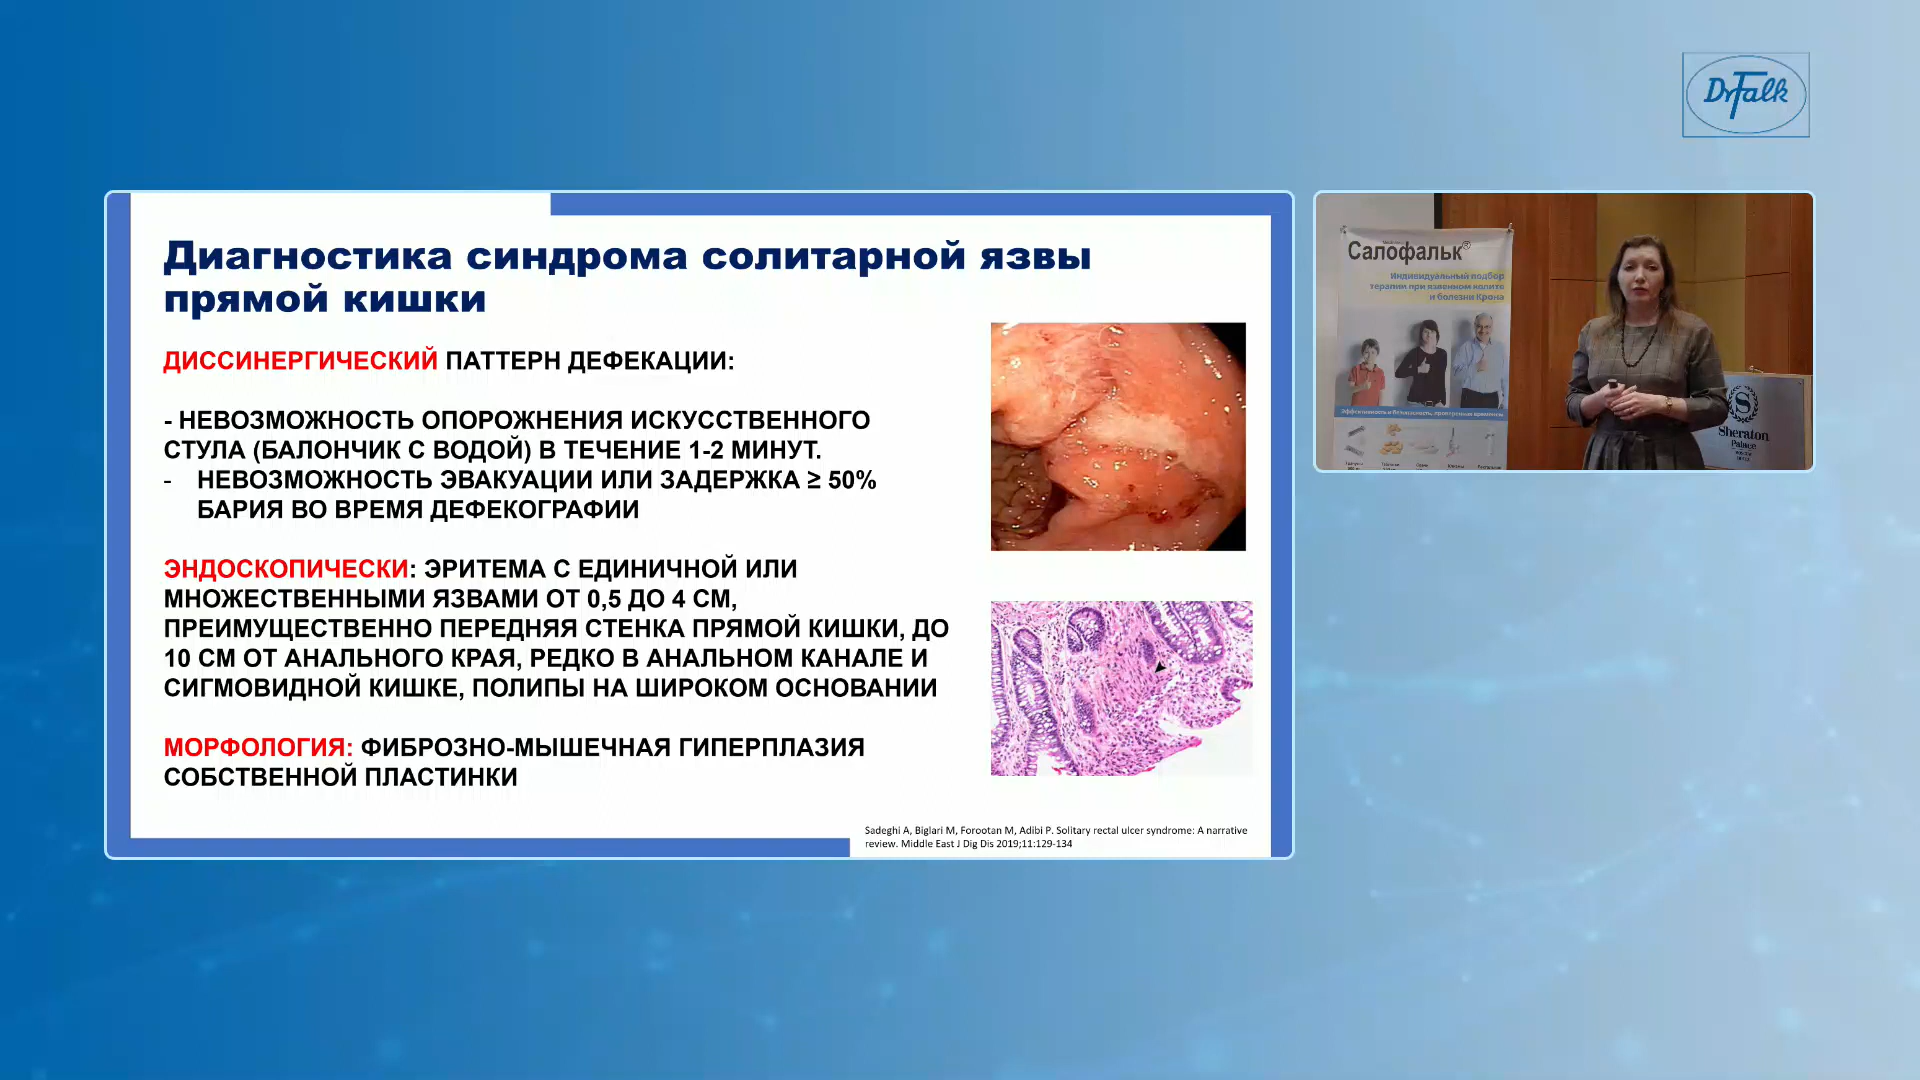 Dr Falk
Диагностика синдрома солитарной язвы
прямой кишки
ДИССИНЕРГИЧЕСКИЙ ПАТТЕРН ДЕФЕКАЦИИ:
- НЕВОЗМОЖНОСТЬ ОПОРОЖНЕНИЯ ИСКУССТВЕННОГО
СТУЛА (БАЛОНЧИК С ВОДОЙ) В ТЕЧЕНИЕ 1-2 МИНУТ.
- НЕВОЗМОЖНОСТЬ ЭВАКУАЦИИ ИЛИ ЗАДЕРЖКА ≥ 50%
БАРИЯ ВО ВРЕМЯ ДЕФЕКОГРАФИИ
ЭНДОСКОПИЧЕСКИ: ЭРИТЕМА С ЕДИНИЧНОЙ ИЛИ
МНОЖЕСТВЕННЫМИ ЯЗВАМИ ОТ 0,5 ДО 4 СМ,
ПРЕИМУЩЕСТВЕННО ПЕРЕДНЯЯ СТЕНКА ПРЯМОЙ КИШКИ, ДО
10 СМ ОТ АНАЛЬНОГО КРАЯ, РЕДКО В АНАЛЬНОМ КАНАЛЕ И
СИГМОВИДНОЙ КИШКЕ, ПОЛИПЫ НА ШИРОКОМ ОСНОВАНИИ
МОРФОЛОГИЯ: ФИБРОЗНО-МЫШЕЧНАЯ ГИПЕРПЛАЗИЯ
СОБСТВЕННОЙ ПЛАСТИНКИ
Sadeghi A, Biglari M, Forootan M, Adibi P. Solitary rectal ulcer syndrome: A narrative
review. Middle East J Dig Dis 2019;11:129-134
Салофальк®
Индивидуальный подбор
терапии при язвенном колите
и болезни Крона
Эффективность и безопасность, проверенные временем
S
Sheraton
Palace